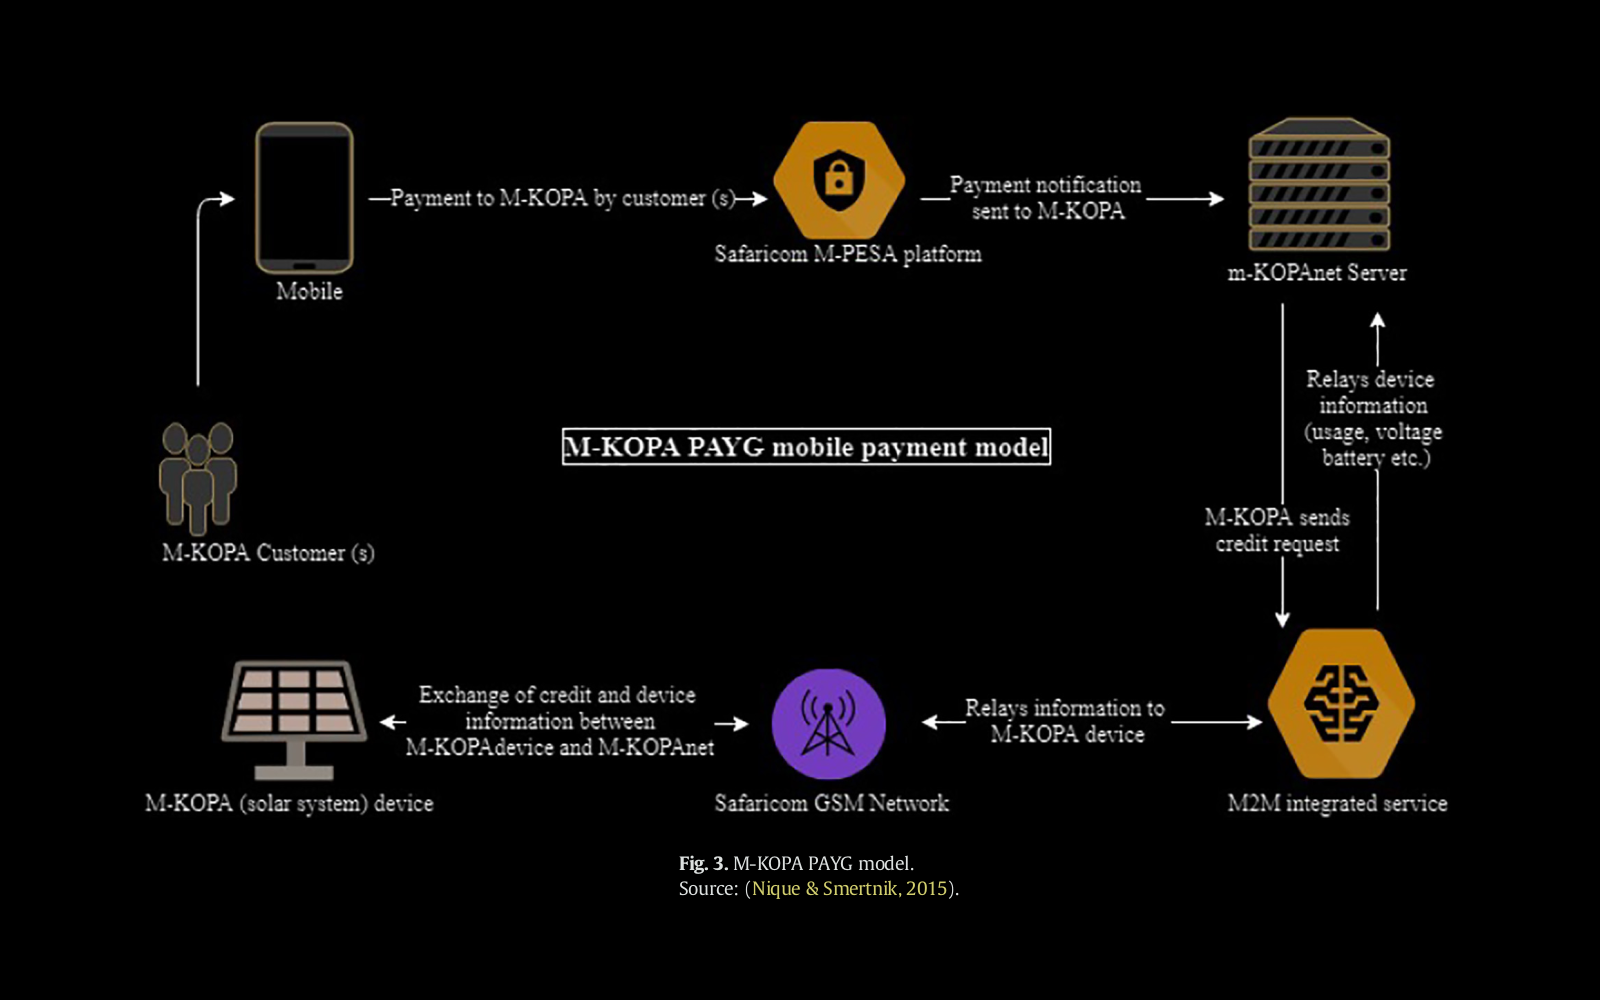 Payment to M-KOPA by customer (s)
Payment notification
sent to M-KOPA
Safaricom M-PESA platform
m-KOPAnet Server
Mobile
Relays device
information
(usage, voltage
battery etc.)
M-KOPA PAYG mobile payment model
M-KOPA sends
credit request
M-KOPA Customer (s)
Exchange of credit and device
information between
M-KOPAdevice and M-KOPAnet
Relays information to
M-KOPA device
M-KOPA (solar system) device
Safaricom GSM Network
M2M integrated service
Fig. 3. M-KOPA PAYG model.
Source: (Nique & Smertnik, 2015).